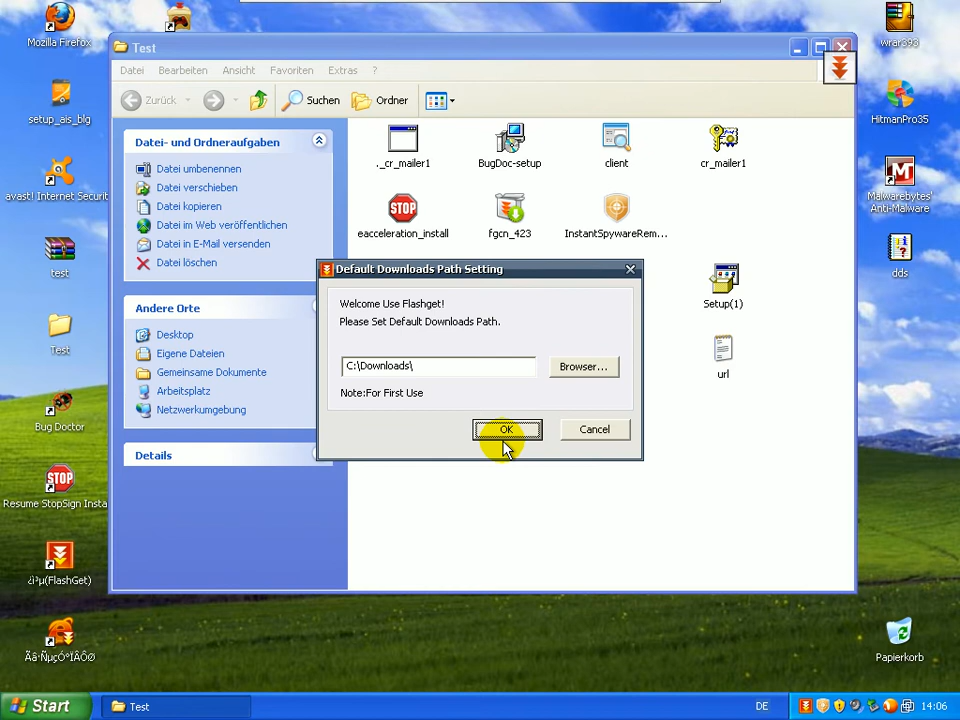 Mozilla Firefox
wrar393
Test
Datei
Bearbeiten
Ansicht
Favoriten
Extras
?
Zurück
Suchen
Ordner
setup_ais_blg
HitmanPro35
Datei- und Ordneraufgaben
Datei umbenennen
Datei verschieben
Datei kopieren
Datei im Web veröffentlichen
Datei in E-Mail versenden
Datei löschen
._cr_mailer1
BugDoc-setup
client
cr_mailer1
STOP
eacceleration_install
fgcn_423
InstantSpywareRem...
avast! Internet Securit
Malwarebytes'
Anti-Malware
test
dds
Default Downloads Path Setting
Welcome Use Flashget!
Please Set Default Downloads Path.
C:\Downloads\
Browser...
Note:For First Use
OK
Cancel
Setup(1)
url
Andere Orte
Desktop
Eigene Dateien
Gemeinsame Dokumente
Arbeitsplatz
Netzwerkumgebung
Details
Test
Bug Doctor
STOP
Resume StopSign Insta
¿ì³µ(FlashGet)
Papierkorb
Start
Test
DE
14:06